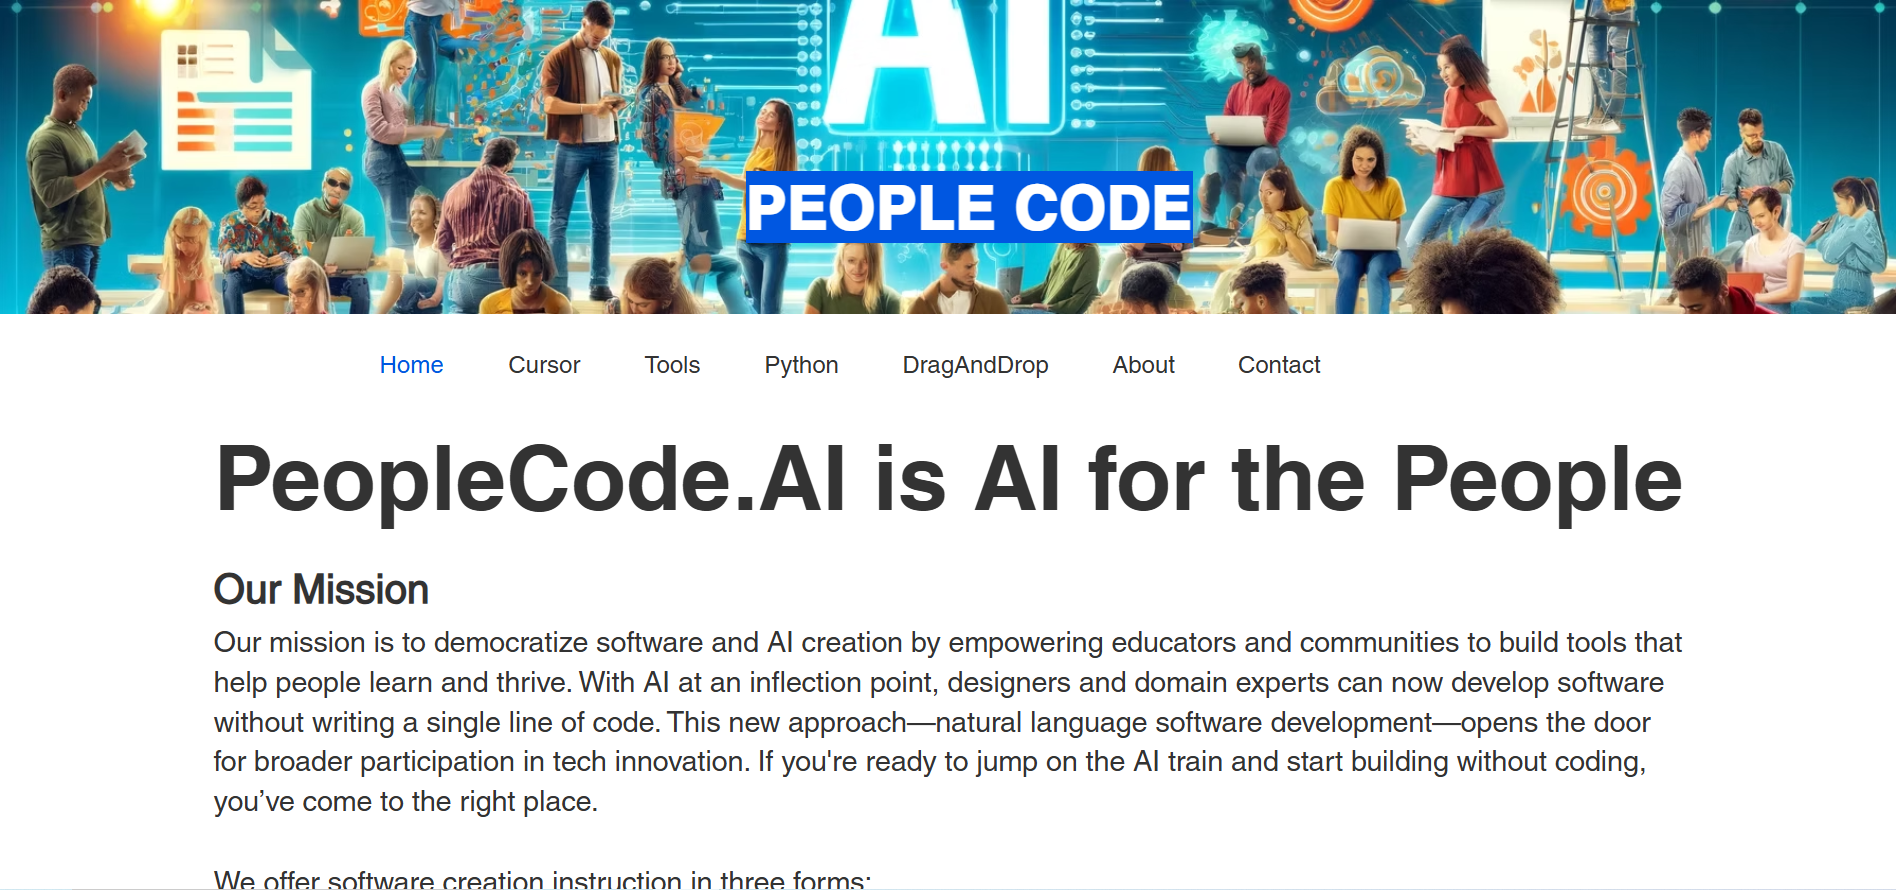 AI
PEOPLE CODE
Home Cursor Tools Python DragAndDrop About Contact
PeopleCode.AI is AI for the People
Our Mission
Our mission is to democratize software and AI creation by empowering educators and communities to build tools that
help people learn and thrive. With AI at an inflection point, designers and domain experts can now develop software
without writing a single line of code. This new approach—natural language software development—opens the door
for broader participation in tech innovation. If you're ready to jump on the AI train and start building without coding,
you’ve come to the right place.
We offer software creation instruction in three forms: